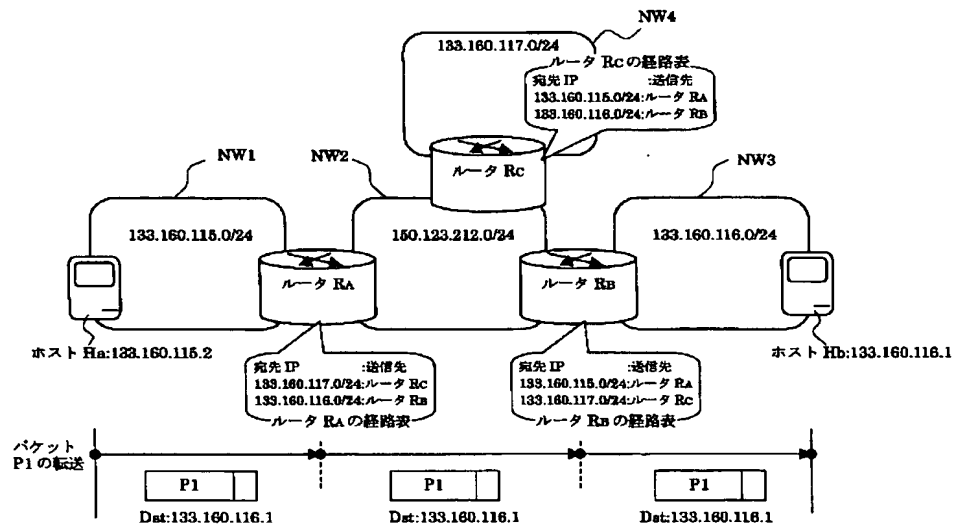 NW4
133.160.117.0/24
ルータ RCの経路表
宛先 IP :送信先
133.160.115.0/24:ルータ RA
133.160.116.0/24:ルータ RB
ルータ RC
NW1
NW2
NW3
133.160.115.0/24
150.123.212.0/24
133.160.116.0/24
ルータ RA
ルータ RB
ホスト Ha:133.160.115.2
ホスト Hb:133.160.116.1
宛先 IP :送信先
133.160.117.0/24:ルータ RC
133.160.116.0/24:ルータ RB
ルータ RAの経路表
宛先 IP :送信先
133.160.115.0/24:ルータ RA
133.160.117.0/24:ルータ RC
ルータ RBの経路表
パケット
P1の転送
P1
Dst:133.160.116.1
P1
Dst:133.160.116.1
P1
Dst:133.160.116.1